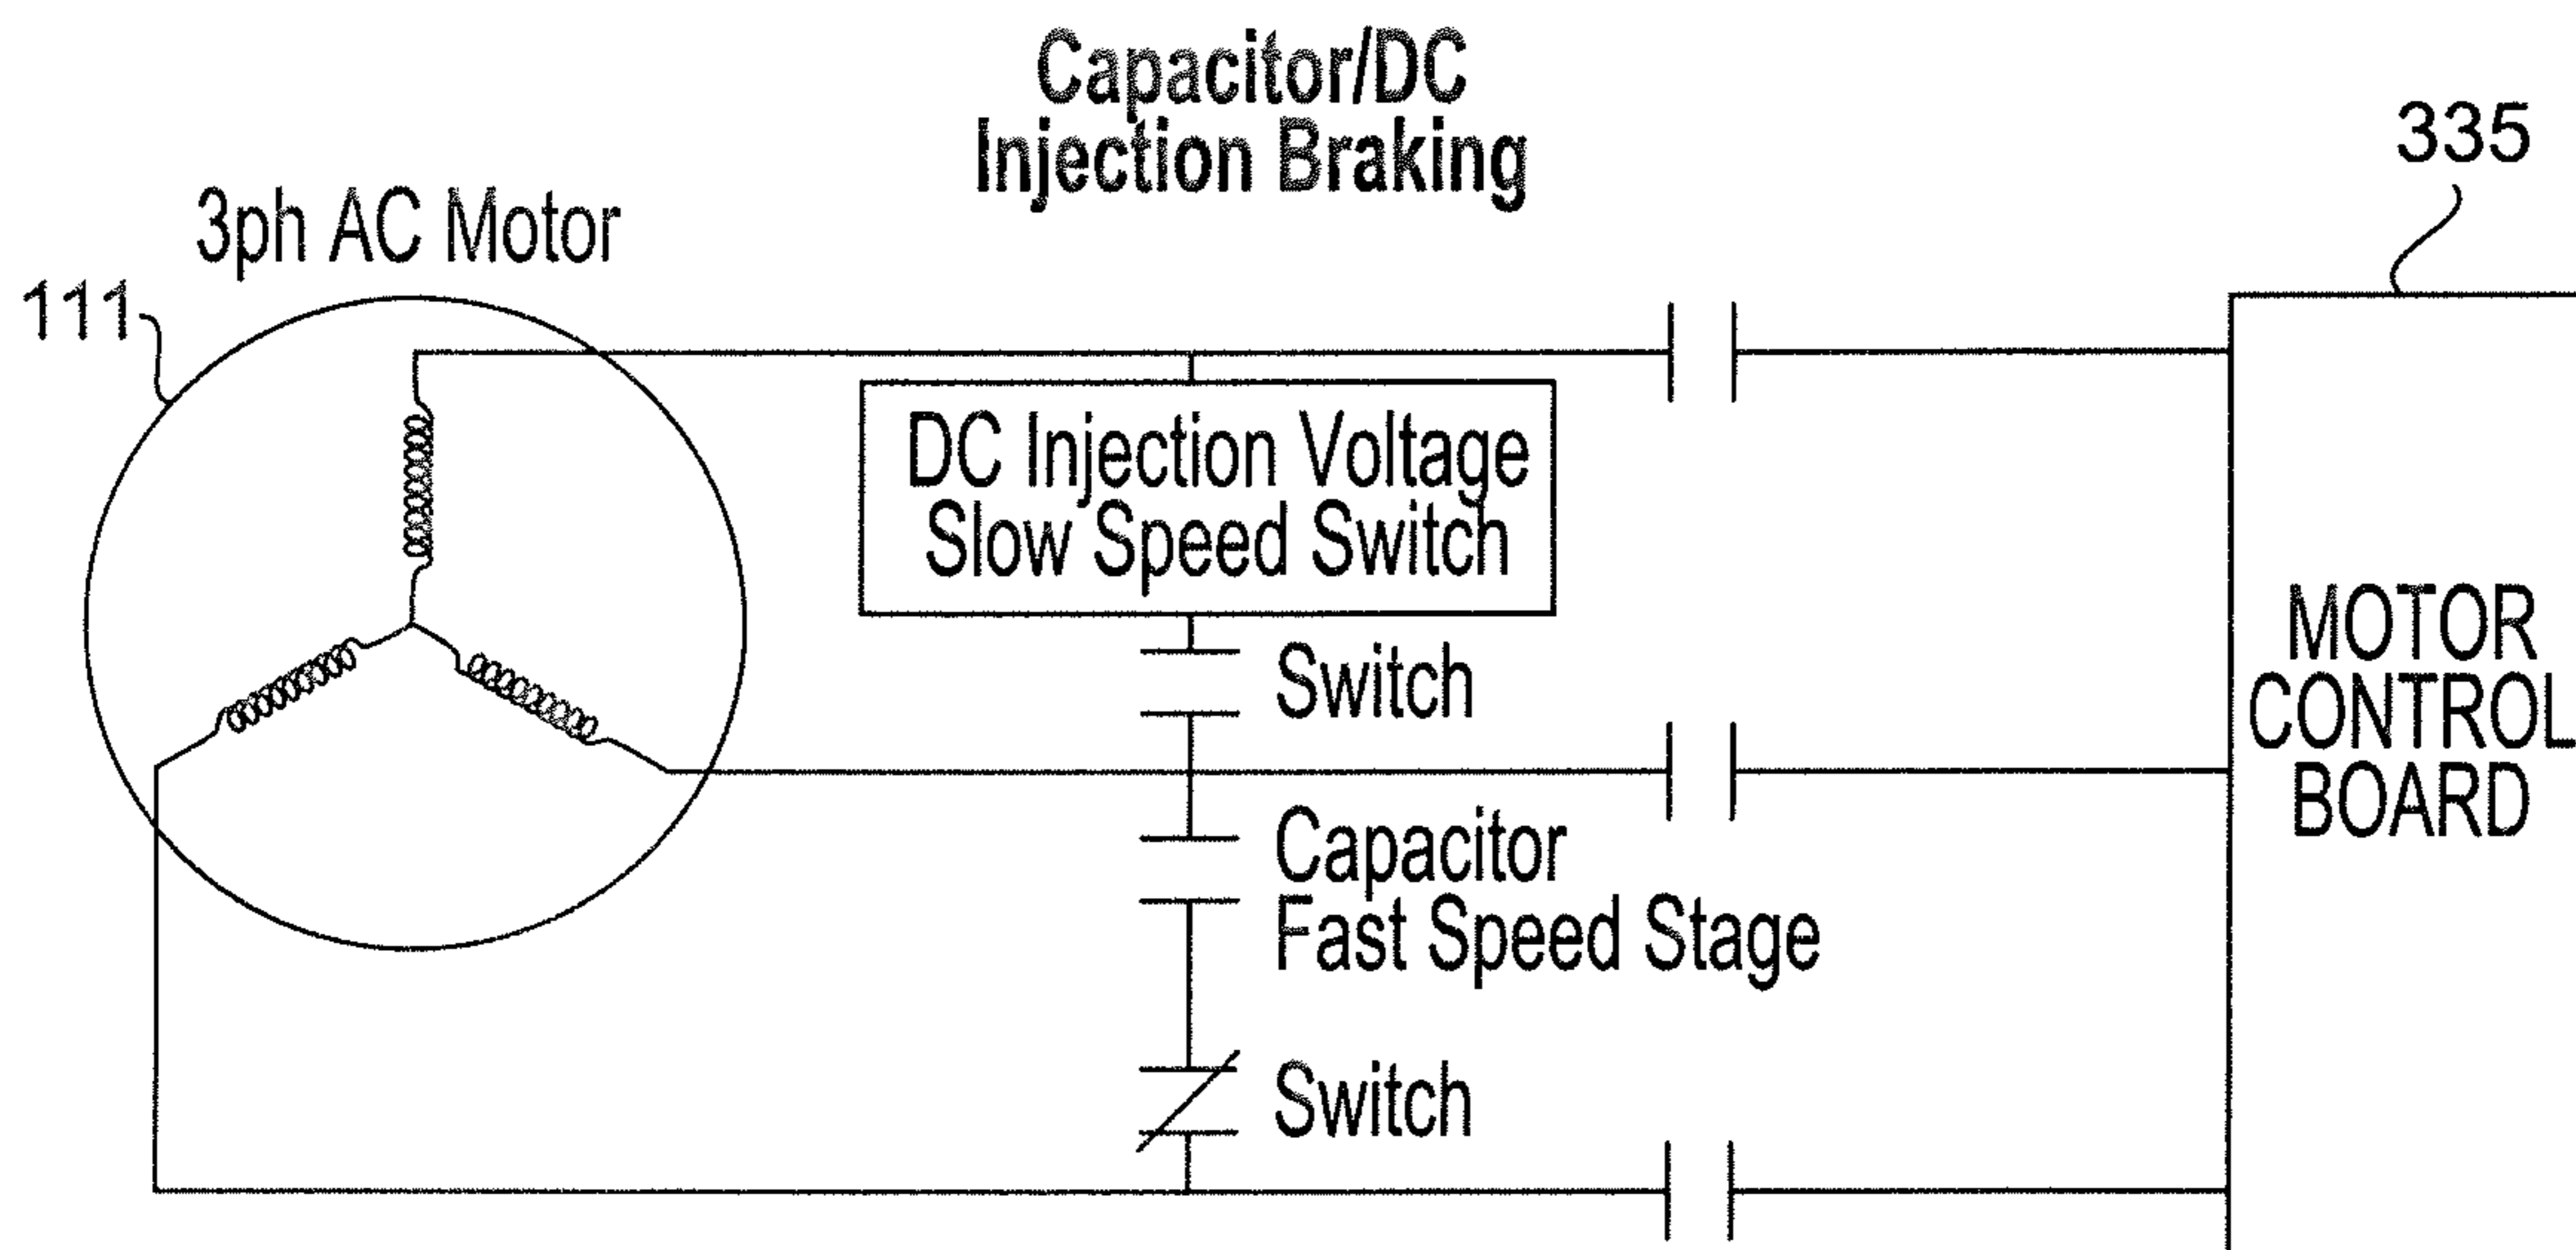 Capacitor/DC
Injection Braking
335
3ph AC Motor
111
DC Injection Voltage
Slow Speed Switch
Switch
MOTOR
CONTROL
BOARD
Capacitor
Fast Speed Stage
Switch